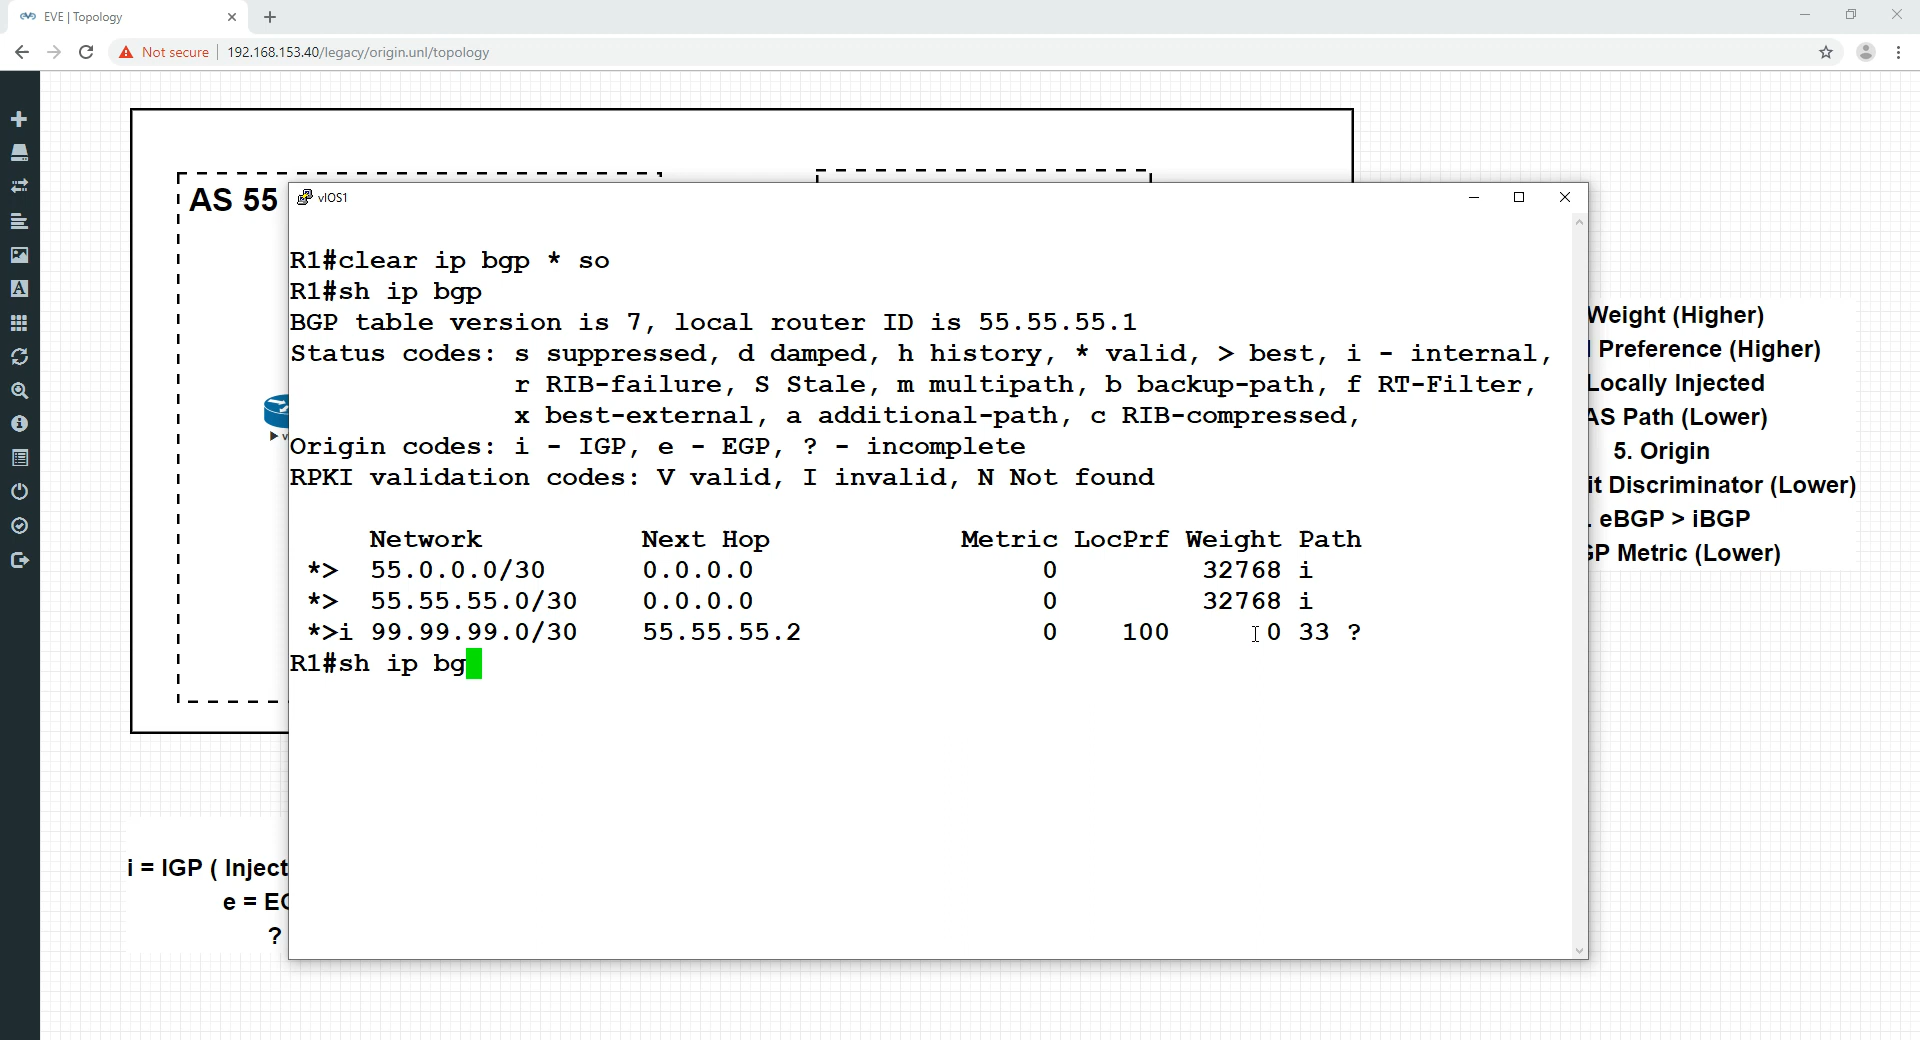 EVE | Topology
Not secure
192.168.153.40/legacy/origin.unl/topology
AS 55
vIOS1
R1#clear ip bgp * so
R1#sh ip bgp
BGP table version is 7, local router ID is 55.55.55.1
Status codes: s suppressed, d damped, h history, * valid, > best, i - internal,
r RIB-failure, S Stale, m multipath, b backup-path, f RT-Filter,
x best-external, a additional-path, c RIB-compressed,
Origin codes: i - IGP, e - EGP, ? - incomplete
RPKI validation codes: V valid, I invalid, N Not found
Network Next Hop Metric LocPrf Weight Path
*> 55.0.0.0/30 0.0.0.0 0 32768 i
*> 55.55.55.0/30 0.0.0.0 0 32768 i
*>i 99.99.99.0/30 55.55.55.2 0 100 0 33 ?
R1#sh ip bg
Weight (Higher)
Preference (Higher)
Locally Injected
AS Path (Lower)
5. Origin
Discriminator (Lower)
eBGP > iBGP
Metric (Lower)
i = IGP ( Inject
e =
?